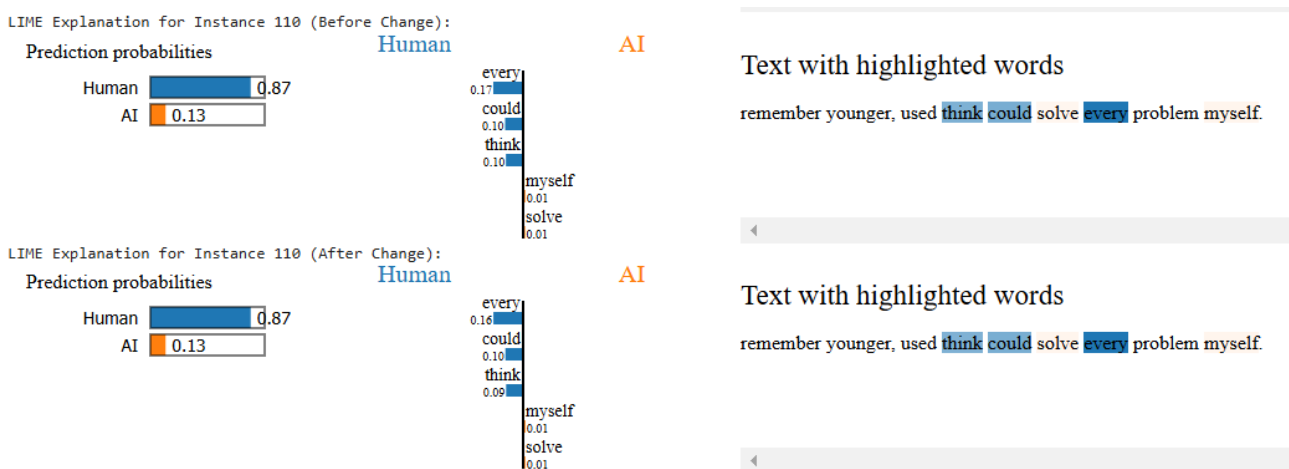 LIME Explanation for Instance 110 (Before Change):
Prediction probabilities
Human 0.87
AI 0.13
Human AI
every
0.17
could
0.10
think
0.10
myself
0.01
solve
0.01
Text with highlighted words
remember younger, used think could solve every problem myself.
LIME Explanation for Instance 110 (After Change):
Prediction probabilities
Human 0.87
AI 0.13
Human AI
every
0.16
could
0.10
think
0.09
myself
0.01
solve
0.01
Text with highlighted words
remember younger, used think could solve every problem myself.